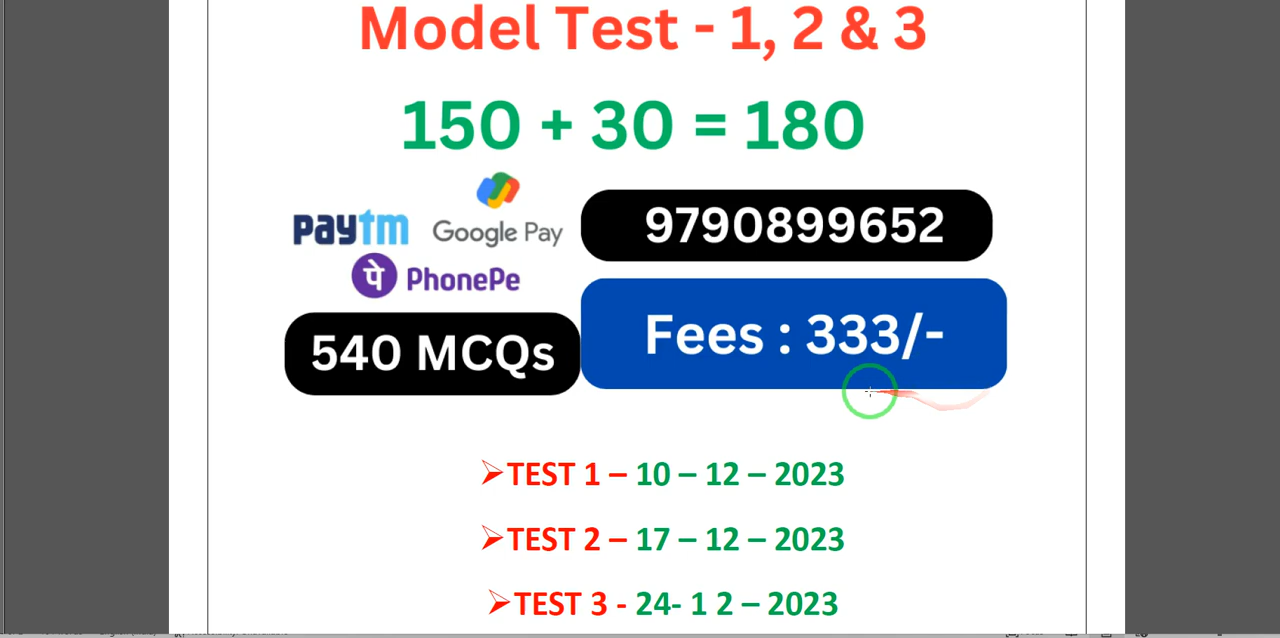 Model Test - 1, 2 & 3
150 + 30 = 180
paytm
Google Pay
9790899652
पे PhonePe
Fees : 333/-
540 MCQs
➢TEST 1 – 10 – 12 – 2023
➢TEST 2 – 17 – 12 – 2023
➢TEST 3 - 24- 1 2 – 2023